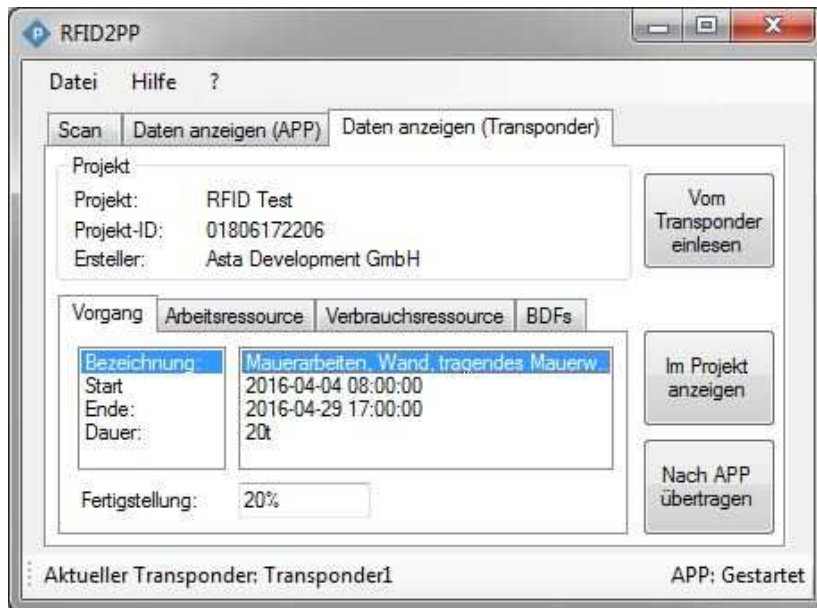 RFID2PP
Datei Hilfe ?
Scan Daten anzeigen (APP) Daten anzeigen (Transponder)
Projekt
Projekt: RFID Test
Projekt-ID: 01806172206
Ersteller: Asta Development GmbH
Vom
Transponder
einlesen
Vorgang Arbeitsressource Verbrauchsressource BDFs
Bezeichnung: Mauerarbeiten, Wand, tragendes Mauerw...
Start 2016-04-04 08:00:00
Ende: 2016-04-29 17:00:00
Dauer: 20t
Fertigstellung: 20%
Im Projekt
anzeigen
Nach APP
übertragen
Aktueller Transponder: Transponder1 APP: Gestartet